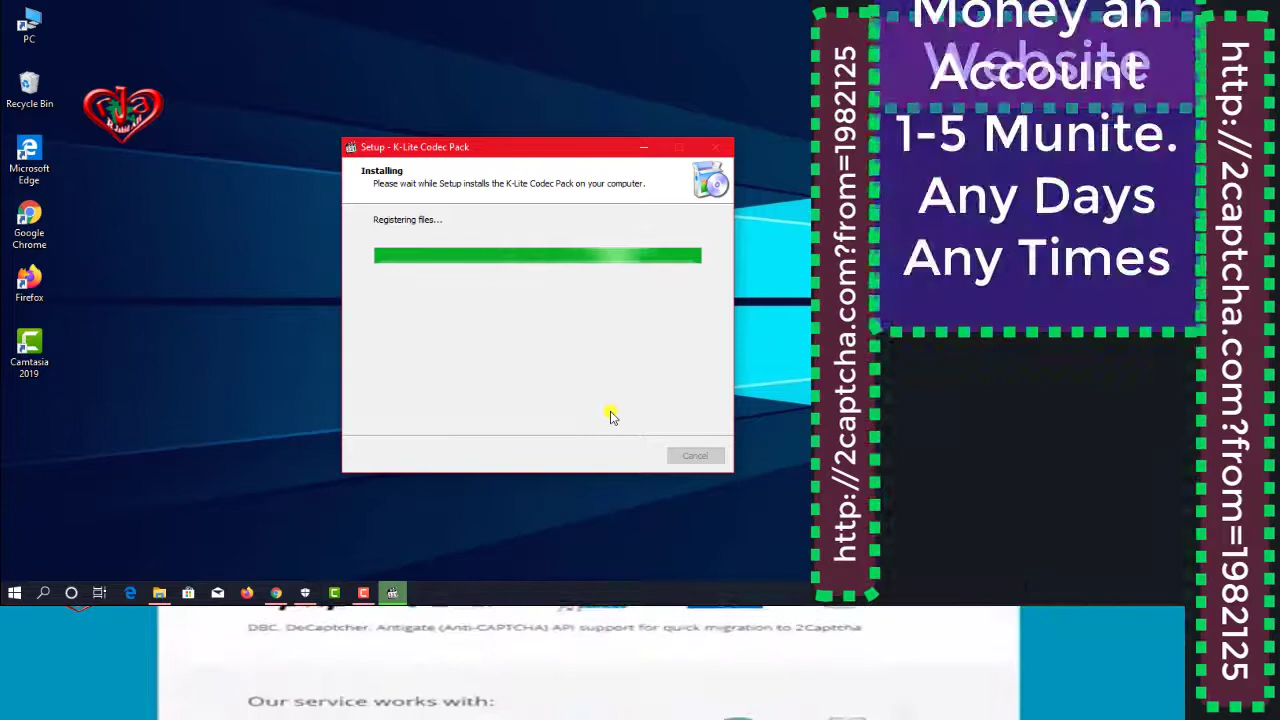 PC
Recycle Bin
Microsoft
Edge
Google
Chrome
Firefox
Camtasia
2019
Setup - K-Lite Codec Pack
Installing
Please wait while Setup installs the K-Lite Codec Pack on your computer.
Registering files...
Cancel
http://2captcha.com?from=1982125
Money an
Website
Account
1-5 Munite.
Any Days
Any Times
http://2captcha.com?from=1982125
DBC, DeCaptcher, Antigate (Anti-CAPTCHA) API support for quick migration to 2Captcha
Our service works with: